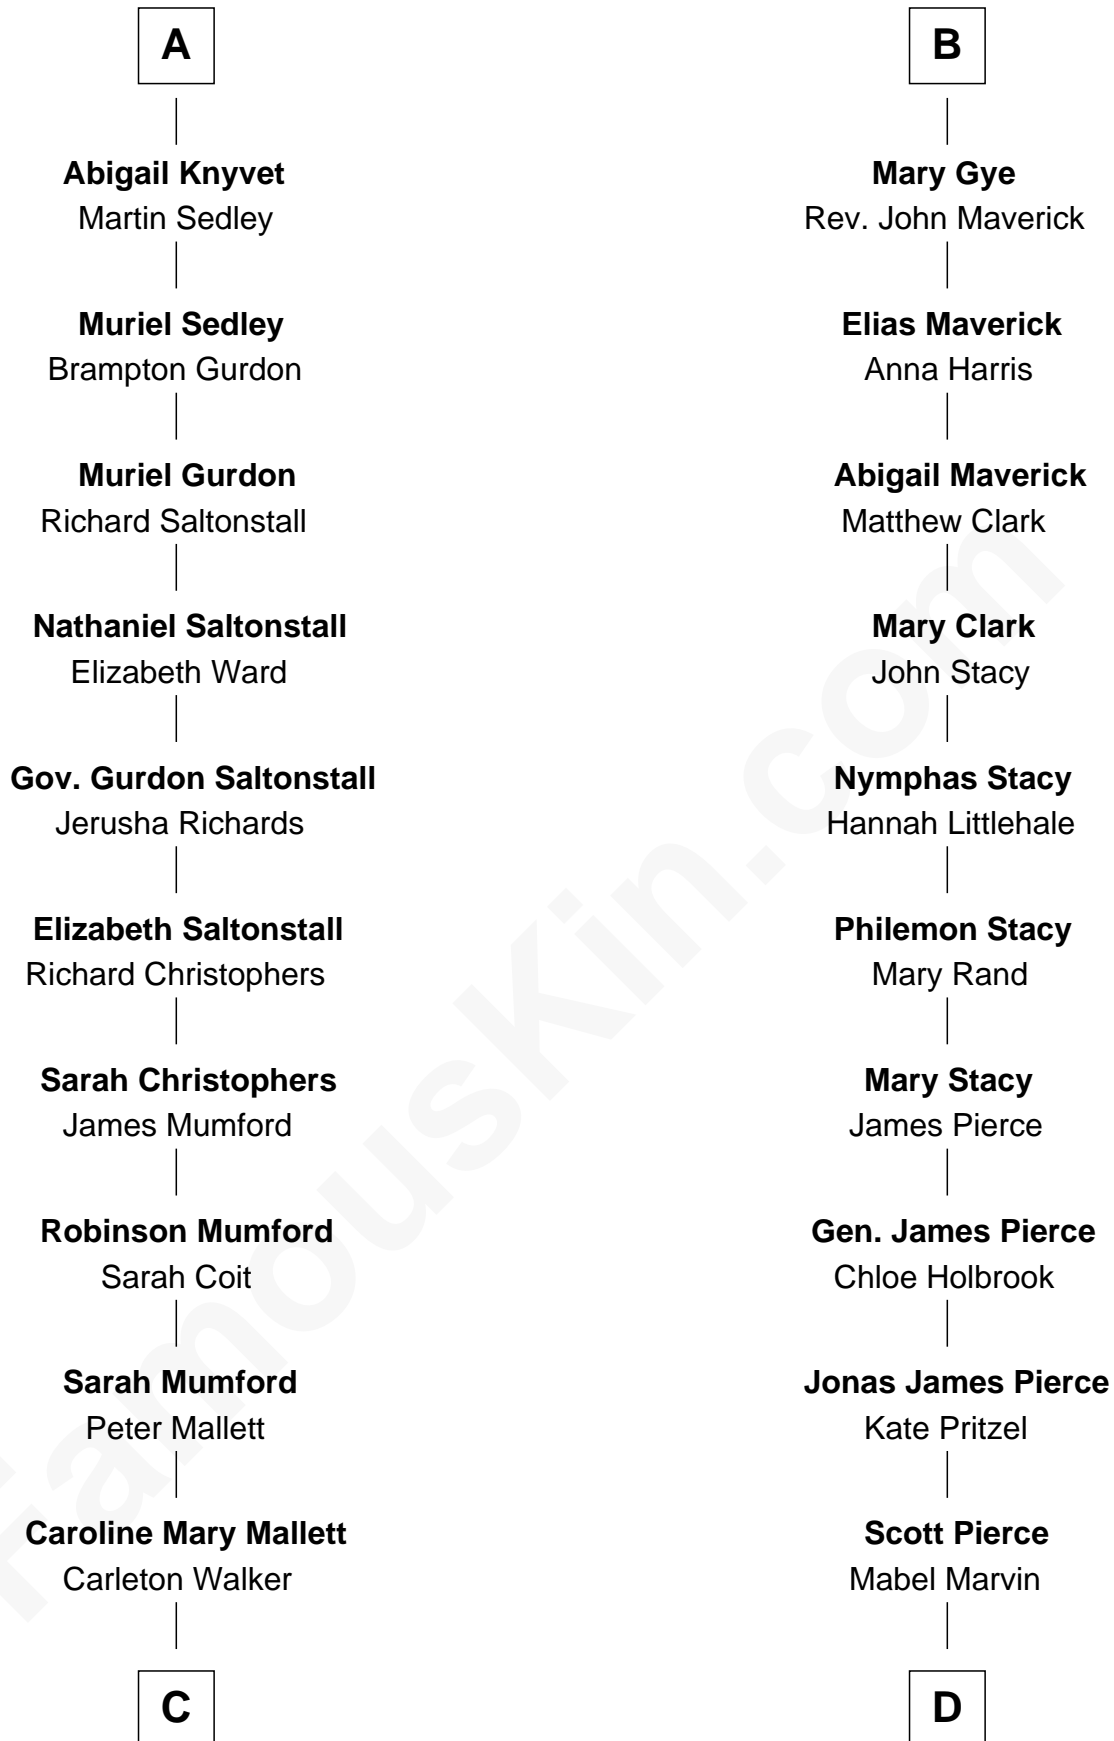 A
Abigail Knyvet
Martin Sedley
Muriel Sedley
Brampton Gurdon
Muriel Gurdon
Richard Saltonstall
Nathaniel Saltonstall
Elizabeth Ward
Gov. Gurdon Saltonstall
Jerusha Richards
Elizabeth Saltonstall
Richard Christophers
Sarah Christophers
James Mumford
Robinson Mumford
Sarah Coit
Sarah Mumford
Peter Mallett
Caroline Mary Mallett
Carleton Walker
C
B
Mary Gye
Rev. John Maverick
Elias Maverick
Anna Harris
Abigail Maverick
Matthew Clark
Mary Clark
John Stacy
Nymphas Stacy
Hannah Littlehale
Philemon Stacy
Mary Rand
Mary Stacy
James Pierce
Gen. James Pierce
Chloe Holbrook
Jonas James Pierce
Kate Pritzel
Scott Pierce
Mabel Marvin
D
FamousKin.com